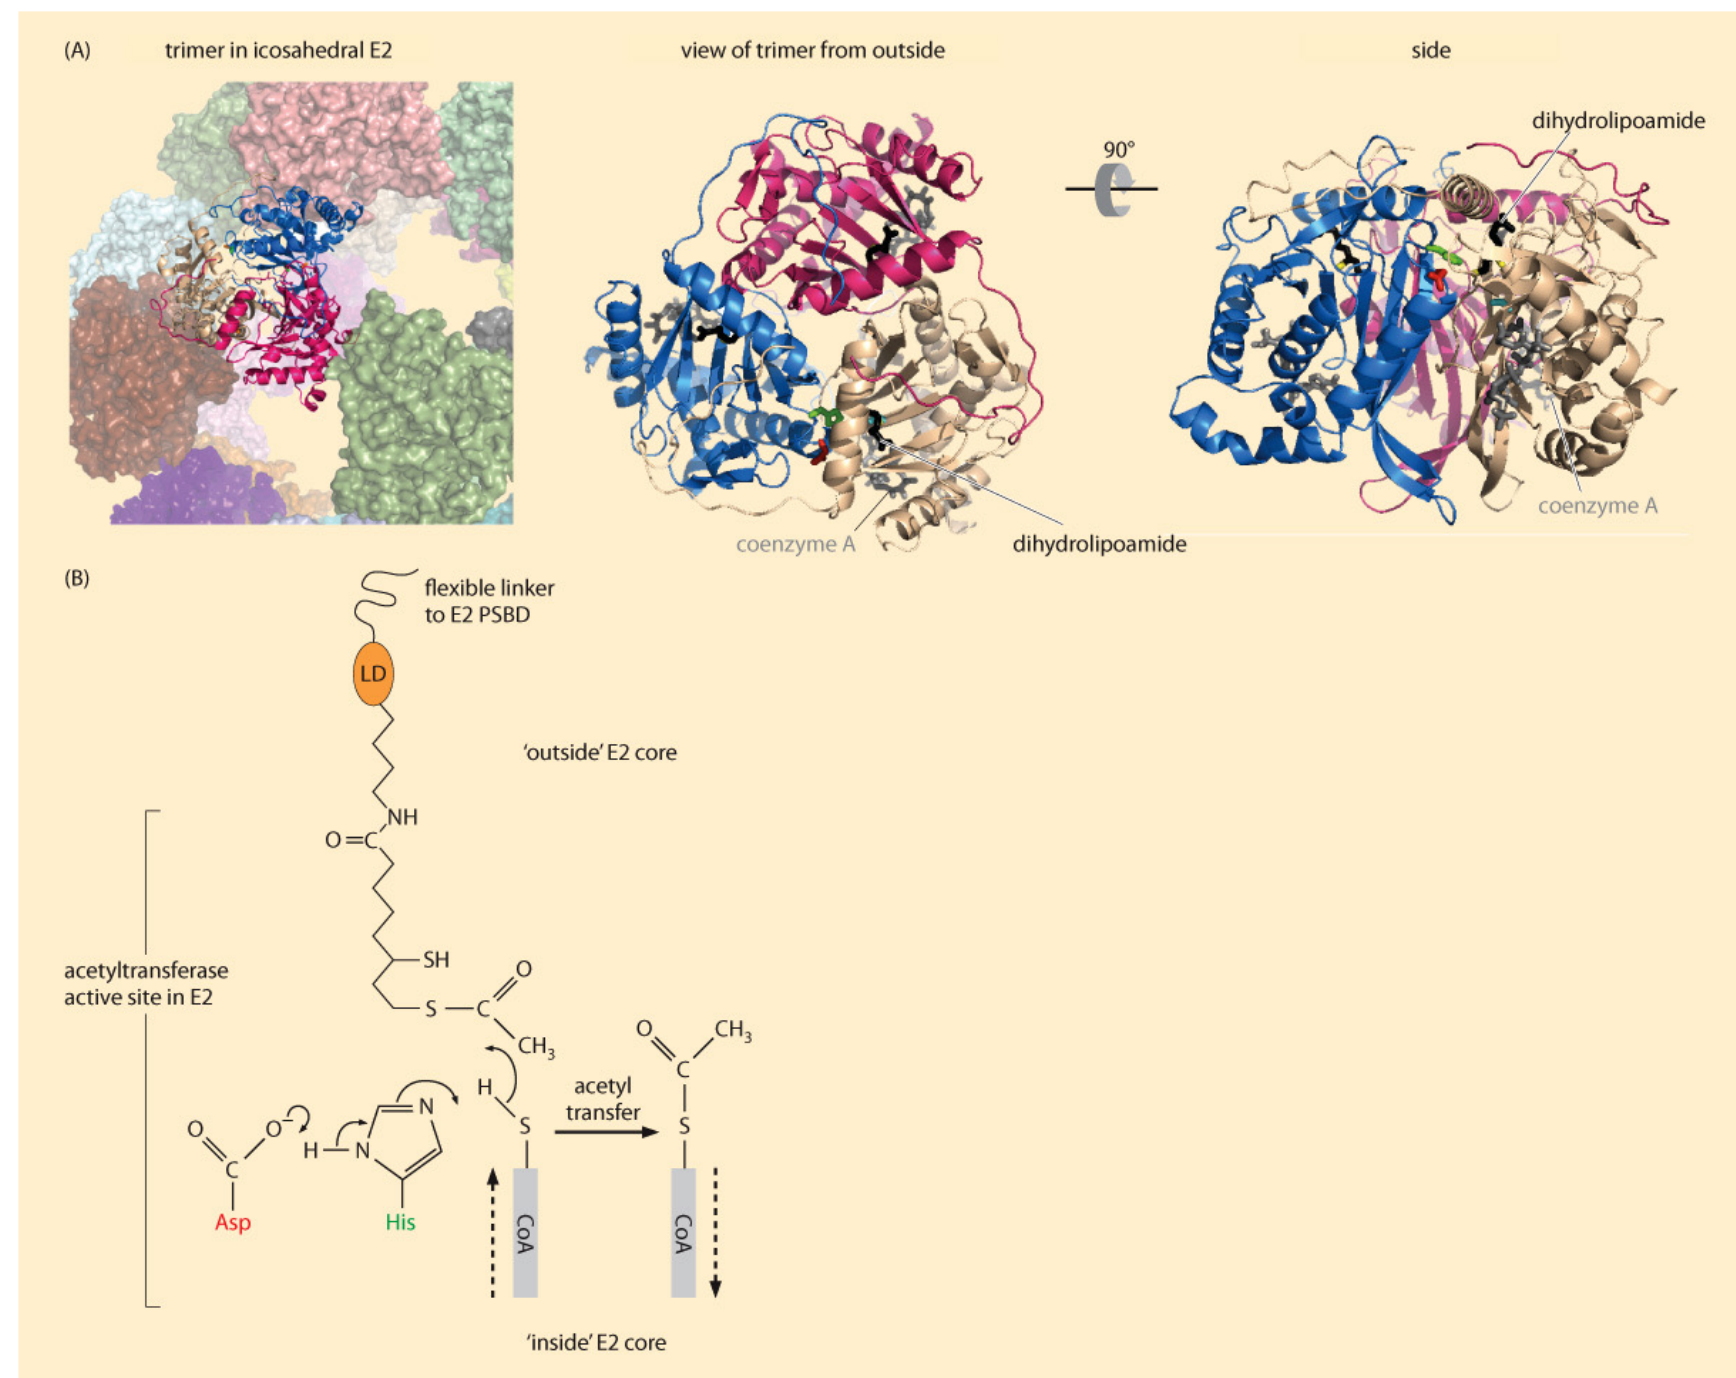 (A)
trimer in icosahedral E2
view of trimer from outside
side
90°
dihydrolipoamide
coenzyme A
coenzyme A
dihydrolipoamide
(B)
flexible linker
to E2 PSBD
LD
'outside' E2 core
NH
O=C
acetyltransferase
active site in E2
SH
O
S — C
CH₃
O
CH₃
C
H
acetyl
transfer
S
S
O
O⁻
H
N
N
C
Asp
His
CoA
CoA
'inside' E2 core